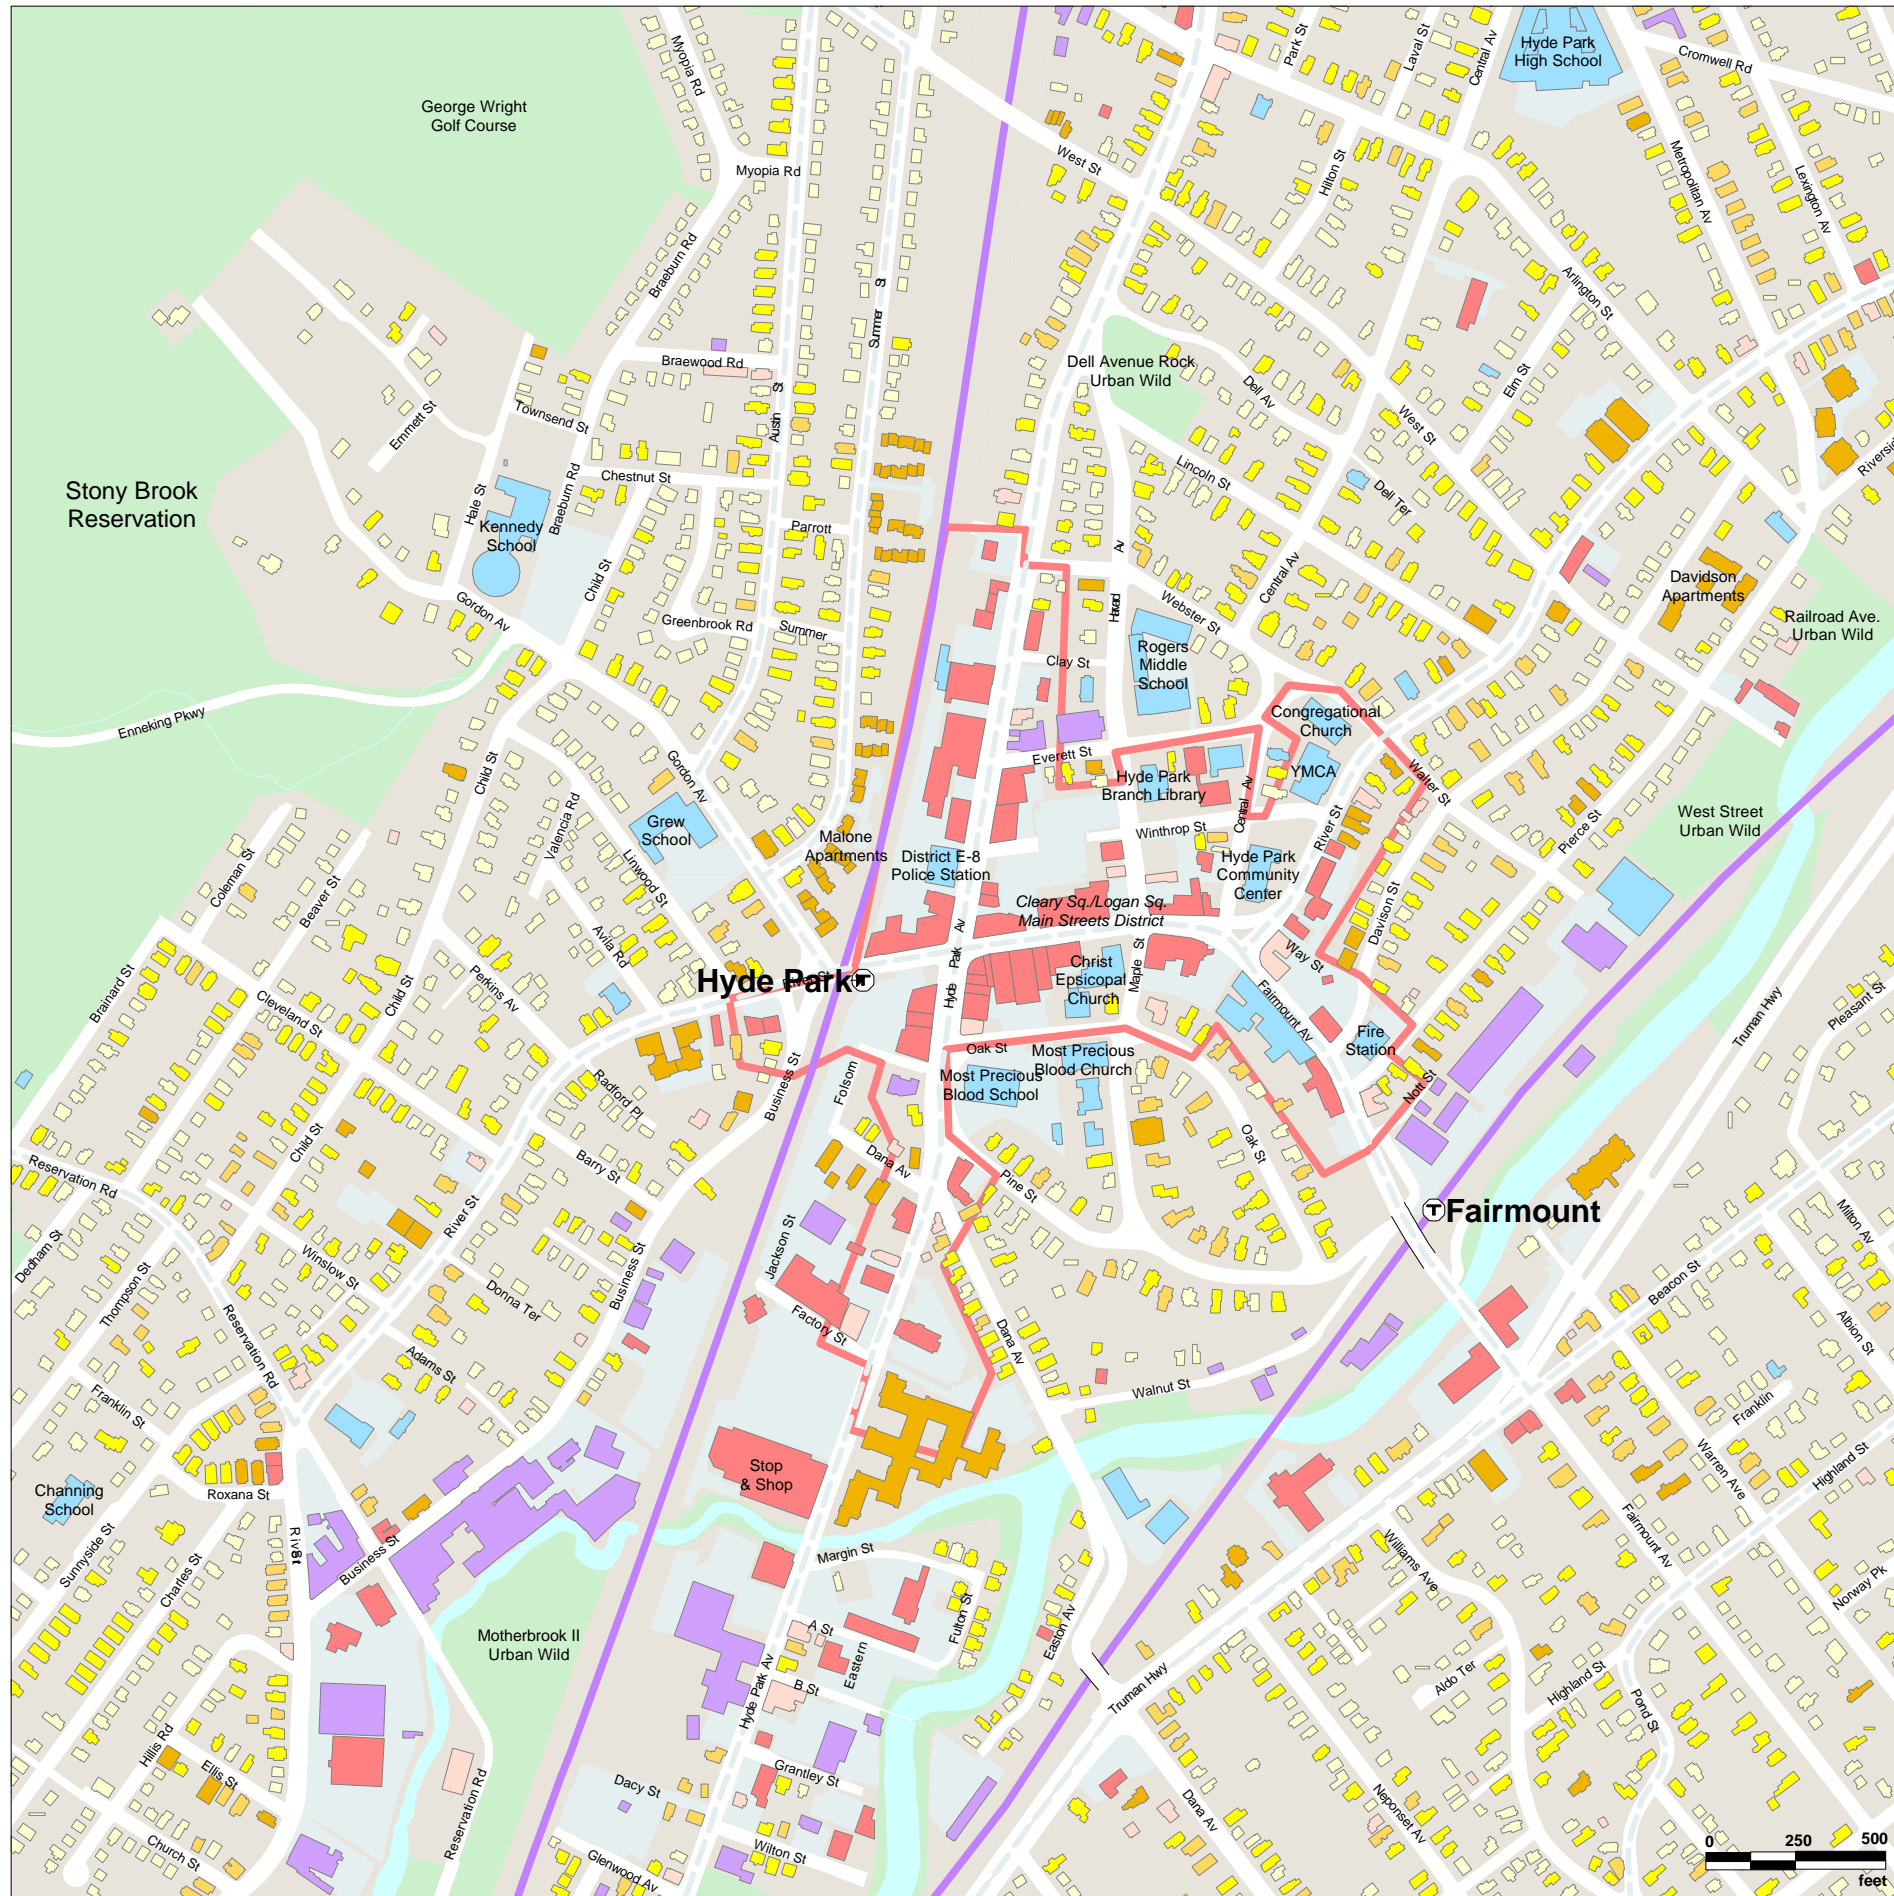 Myopia Rd
George Wright
Golf Course
Myopia Rd
Park St
Laval St
Central Av
Hyde Park
High School
Cromwell Rd
West St
Hilton St
Metropolitan Av
Lexington Av
Braeburn Rd
Summer St
Arlington St
Braewood Rd
Dell Avenue Rock
Urban Wild
Dell Av
Elm St
Emmett St
Townsend St
Austin St
West St
Riversid
Stony Brook
Reservation
Hale St
Kennedy
School
Braeburn Rd
Chestnut St
Parrott
Lincoln St
Dell Ter
Child St
Harad Av
Central Av
Davidson
Apartments
Gordon Av
Greenbrook Rd
Summer
Webster St
Railroad Ave.
Urban Wild
Clay St
Rogers
Middle
School
Enneking Pkwy
Congregational
Church
Child St
Gordon Av
Everett St
Hyde Park
Branch Library
YMCA
Walter St
Valencia Rd
Grew
School
Linwood St
Malone
Apartments
District E-8
Police Station
Winthrop St
Central Av
River St
Pierce St
West Street
Urban Wild
Hyde Park
Community
Center
Coleman St
Beaver St
Cleary Sq./Logan Sq.
Main Streets District
Davison St
Avila Rd
Hyde Park Av
Maple St
Way St
Brainard St
Perkins Av
Child St
Hyde Park
River St
Christ
Epsicopal
Church
Fairmount Av
Cleveland St
Truman Hwy
Pleasant St
Oak St
Most Precious
Blood Church
Fire
Station
Radford Pl
Business St
Folsom
Most Precious
Blood School
Nott St
Child St
Barry St
Dana Av
Pine St
Oak St
Reservation Rd
River St
Fairmount
Dedham St
Thompson St
Winslow St
Donna Ter
Business St
Jackson St
Factory St
Dana Av
Milton Av
Beacon St
Albion St
Reservation Rd
Adams St
Walnut St
Franklin St
Franklin
Warren Ave
Highland St
Channing
School
Roxana St
Stop
& Shop
Sunnyside St
Charles St
Business St
Margin St
Williams Ave
Fairmount Av
Norway Pk
Motherbrook II
Urban Wild
A St
Eastern
Fulton St
Easton Av
B St
Hyde Park Av
Truman Hwy
Aldo Ter
Highland St
Pond St
Hillis Rd
Ellis St
Church St
Reservation Rd
Dacy St
Grantley St
Wilton St
Glenwood Av
Dana Av
Neponset Av
0 250 500
feet